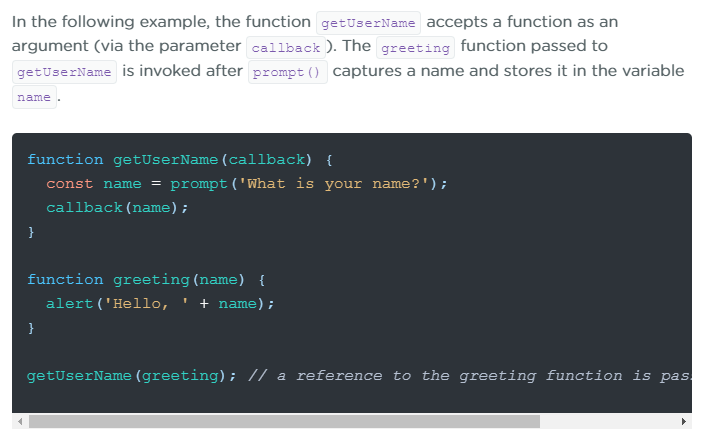 In the following example, the function getUserName accepts a function as an
argument (via the parameter callback). The greeting function passed to
getUserName is invoked after prompt() captures a name and stores it in the variable
name.
function getUserName(callback) {
  const name = prompt('What is your name?');
  callback(name);
}
function greeting(name) {
  alert('Hello, ' + name);
}
getUserName(greeting); // a reference to the greeting function is pas